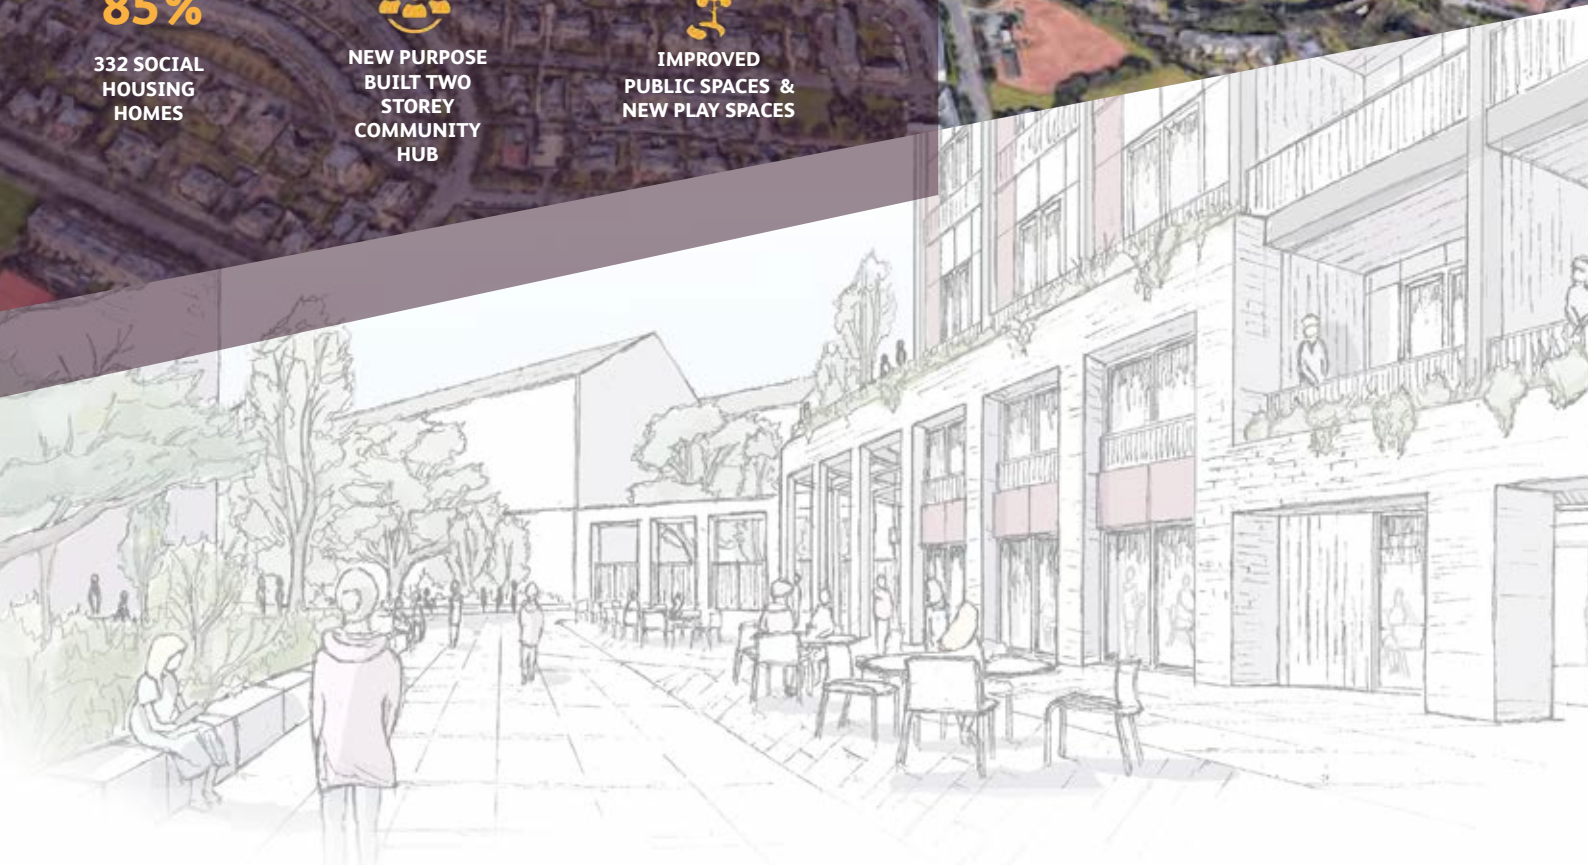 85%
332 SOCIAL
HOUSING
HOMES
NEW PURPOSE
BUILT TWO
STOREY
COMMUNITY
HUB
IMPROVED
PUBLIC SPACES &
NEW PLAY SPACES